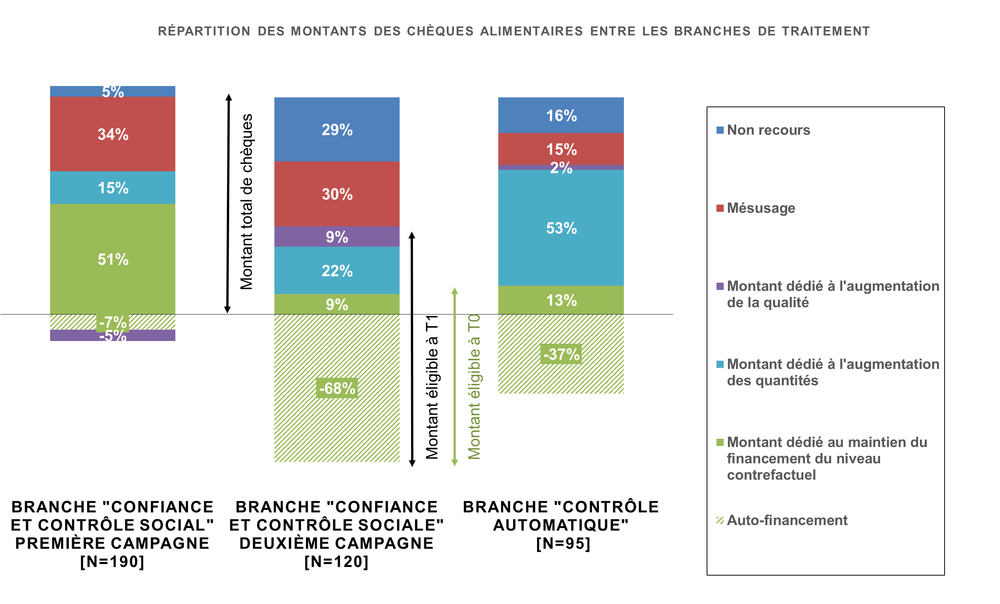 RÉPARTITION DES MONTANTS DES CHÈQUES ALIMENTAIRES ENTRE LES BRANCHES DE TRAITEMENT
5%
34%
15%
51%
-7%
-5%
Montant total de chèques
29%
30%
9%
22%
9%
-68%
Montant éligible à T1
Montant éligible à T0
16%
15%
2%
53%
13%
-37%
BRANCHE "CONFIANCE
ET CONTRÔLE SOCIAL"
PREMIÈRE CAMPAGNE
[N=190]
BRANCHE "CONFIANCE
ET CONTRÔLE SOCIALE"
DEUXIÈME CAMPAGNE
[N=120]
BRANCHE "CONTRÔLE
AUTOMATIQUE"
[N=95]
Non recours
Mésusage
Montant dédié à l'augmentation
de la qualité
Montant dédié à l'augmentation
des quantités
Montant dédié au maintien du
financement du niveau
contrefactuel
Auto-financement